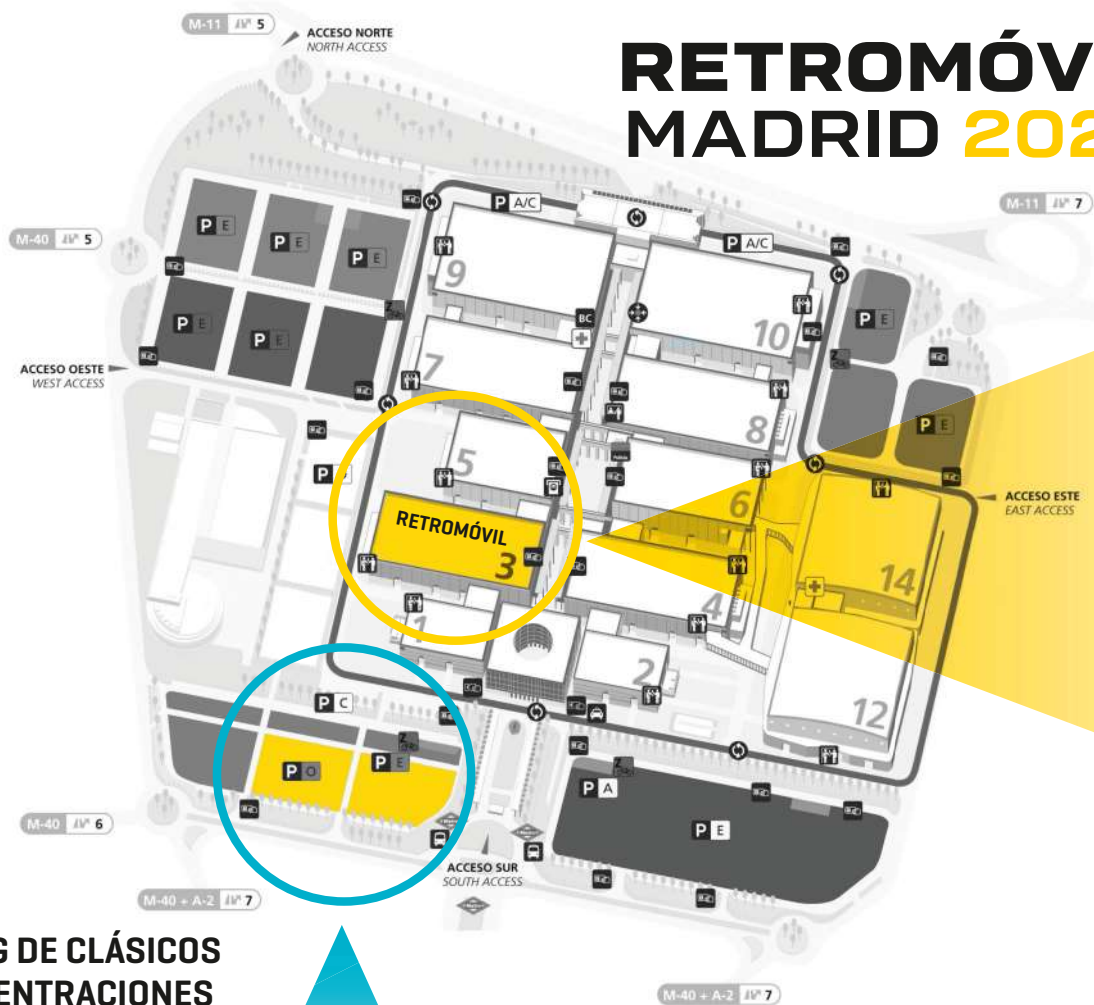 M-11 5
ACCESO NORTE
NORTH ACCESS
RETROMÓV
MADRID 202
M-11 7
P A/C
P A/C
M-40 5
P E
P E
P E
P E
P E
P E
P E
9
10
BC
7
8
ACCESO OESTE
WEST ACCESS
5
6
ACCESO ESTE
EAST ACCESS
RETROMÓVIL
3
14
4
1
2
12
P C
P O
P E
Z
P A
P E
M-40 6
ACCESO SUR
SOUTH ACCESS
M-40 + A-2 7
G DE CLÁSICOS
ENTRACIONES
M-40 + A-2 7